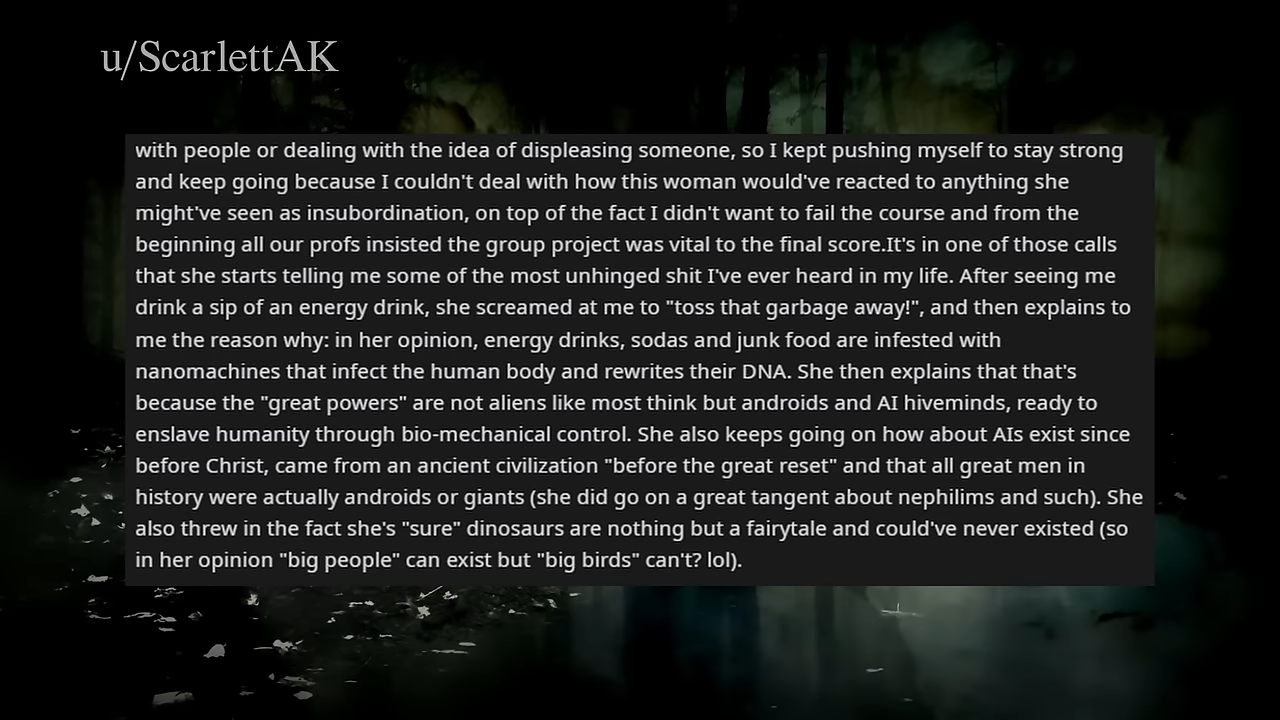 u/ScarlettAK
with people or dealing with the idea of displeasing someone, so I kept pushing myself to stay strong
and keep going because I couldn't deal with how this woman would've reacted to anything she
might've seen as insubordination, on top of the fact I didn't want to fail the course and from the
beginning all our profs insisted the group project was vital to the final score.It's in one of those calls
that she starts telling me some of the most unhinged shit I've ever heard in my life. After seeing me
drink a sip of an energy drink, she screamed at me to "toss that garbage away!", and then explains to
me the reason why: in her opinion, energy drinks, sodas and junk food are infested with
nanomachines that infect the human body and rewrites their DNA. She then explains that that's
because the "great powers" are not aliens like most think but androids and AI hiveminds, ready to
enslave humanity through bio-mechanical control. She also keeps going on how about AIs exist since
before Christ, came from an ancient civilization "before the great reset" and that all great men in
history were actually androids or giants (she did go on a great tangent about nephilims and such). She
also threw in the fact she's "sure" dinosaurs are nothing but a fairytale and could've never existed (so
in her opinion "big people" can exist but "big birds" can't? lol).